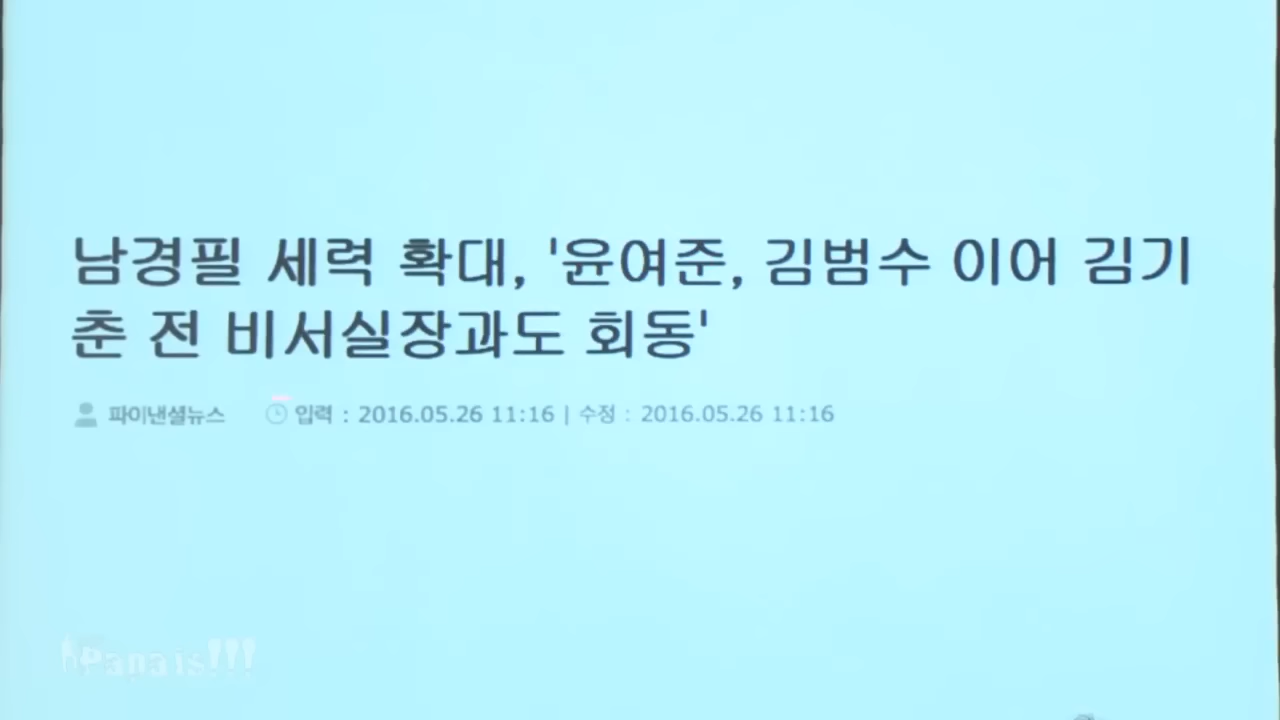 남경필 세력 확대, '윤여준, 김범수 이어 김기
춘 전 비서실장과도 회동'
파이낸셜뉴스 입력 : 2016.05.26 11:16 | 수정 : 2016.05.26 11:16
Panais!!!